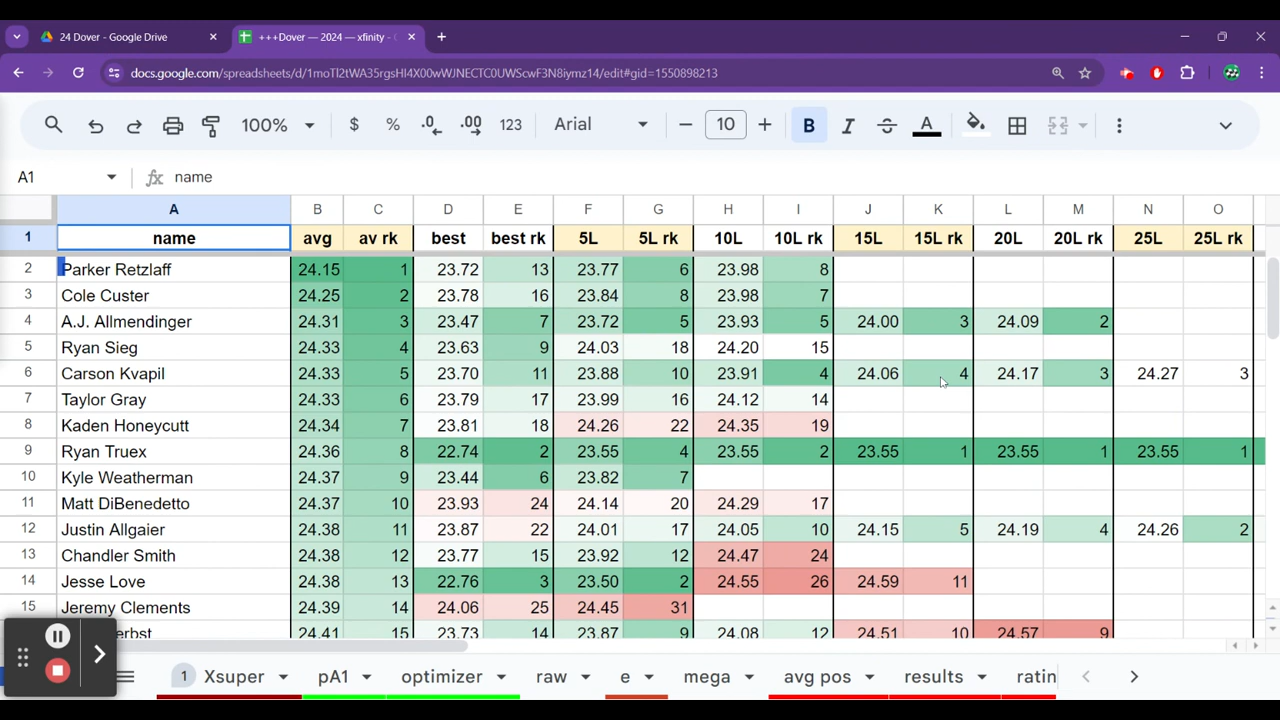 24 Dover - Google Drive
+++Dover — 2024 — xfinity -
docs.google.com/spreadsheets/d/1moTl2tWA35rgsHI4X00wWJNECTC0UWScwF3N8iymz14/edit#gid=1550898213
100% $ % .0 .00 123 Arial 10 B I A
A1 fx name
A B C D E F G H I J K L M N O
1 name avg av rk best best rk 5L 5L rk 10L 10L rk 15L 15L rk 20L 20L rk 25L 25L rk
2 Parker Retzlaff 24.15 1 23.72 13 23.77 6 23.98 8
3 Cole Custer 24.25 2 23.78 16 23.84 8 23.98 7
4 A.J. Allmendinger 24.31 3 23.47 7 23.72 5 23.93 5 24.00 3 24.09 2
5 Ryan Sieg 24.33 4 23.63 9 24.03 18 24.20 15
6 Carson Kvapil 24.33 5 23.70 11 23.88 10 23.91 4 24.06 4 24.17 3 24.27 3
7 Taylor Gray 24.33 6 23.79 17 23.99 16 24.12 14
8 Kaden Honeycutt 24.34 7 23.81 18 24.26 22 24.35 19
9 Ryan Truex 24.36 8 22.74 2 23.55 4 23.55 2 23.55 1 23.55 1 23.55 1
10 Kyle Weatherman 24.37 9 23.44 6 23.82 7
11 Matt DiBenedetto 24.37 10 23.93 24 24.14 20 24.29 17
12 Justin Allgaier 24.38 11 23.87 22 24.01 17 24.05 10 24.15 5 24.19 4 24.26 2
13 Chandler Smith 24.38 12 23.77 15 23.92 12 24.47 24
14 Jesse Love 24.38 13 22.76 3 23.50 2 24.55 26 24.59 11
15 Jeremy Clements 24.39 14 24.06 25 24.45 31
erbst 24.41 15 23.73 14 23.87 9 24.08 12 24.51 10 24.57 9
1 Xsuper pA1 optimizer raw e mega avg pos results ratin